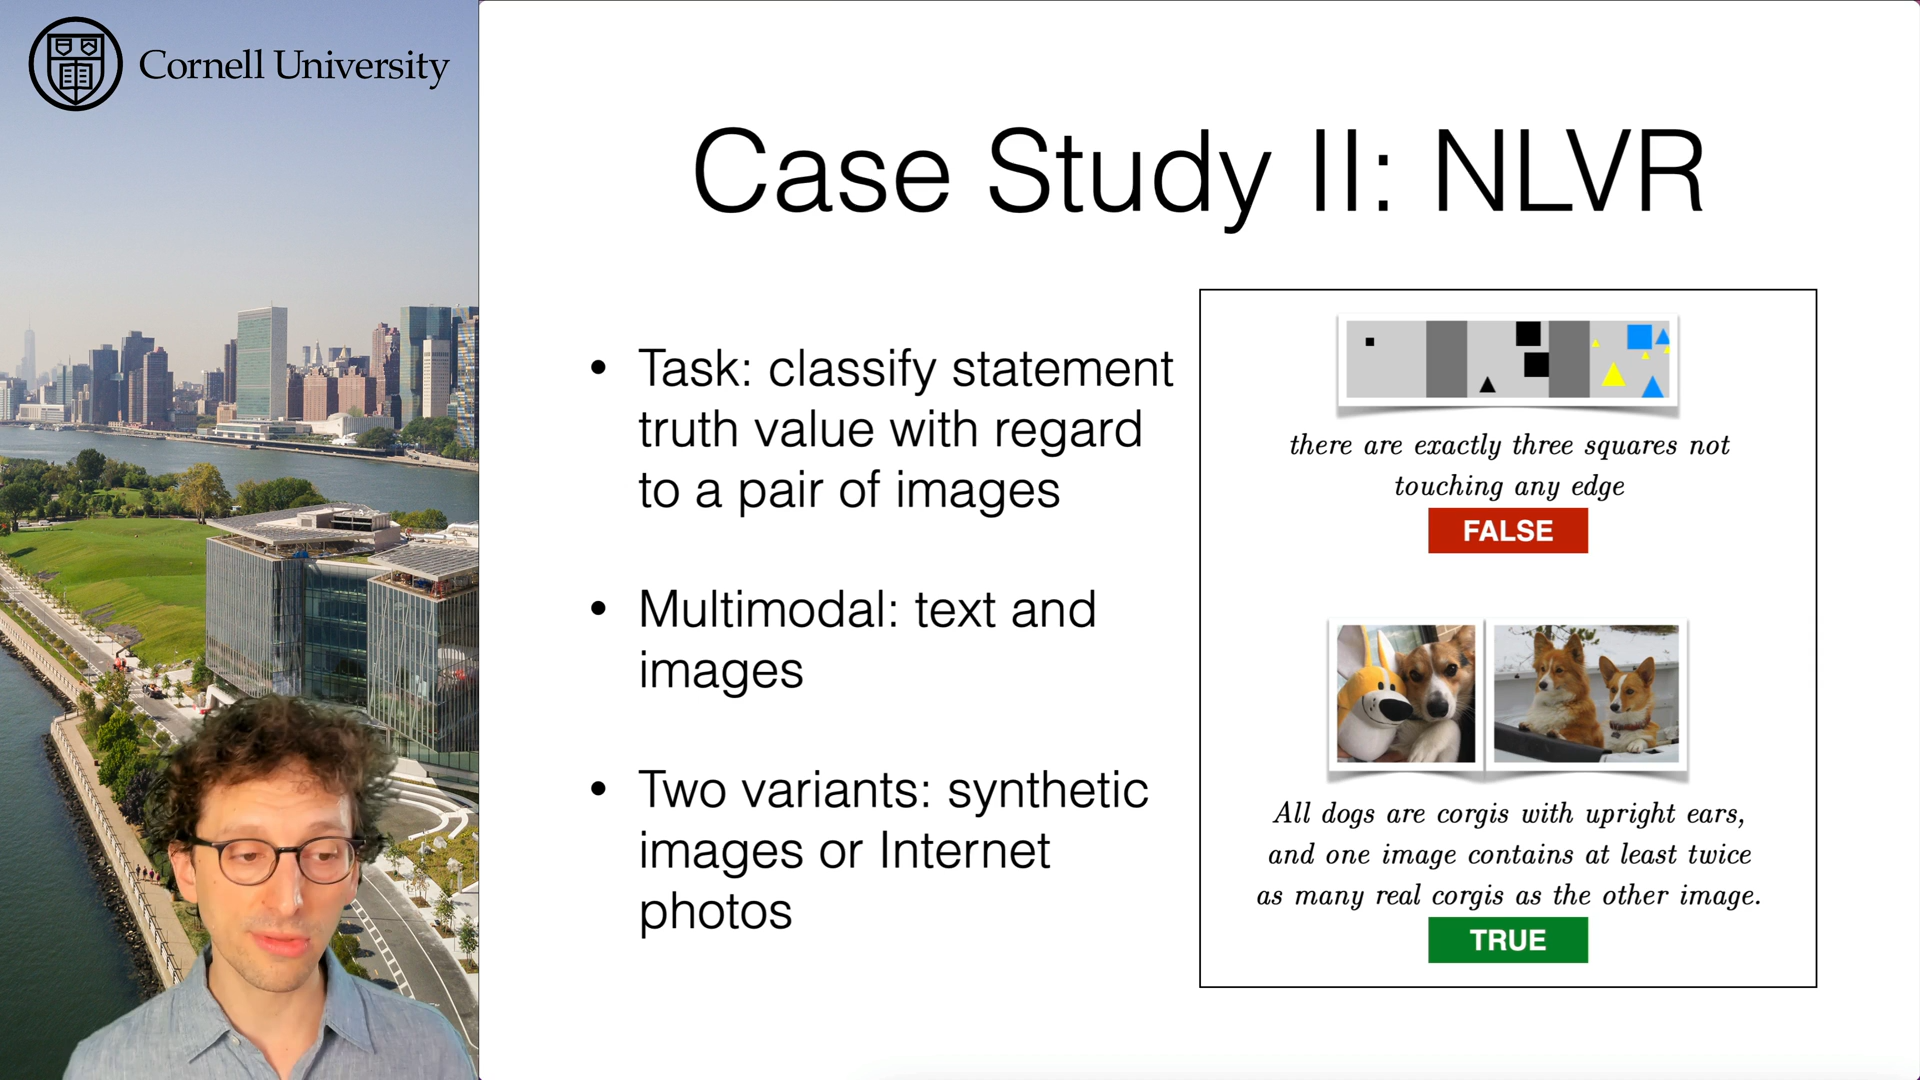 Cornell University
Case Study II: NLVR
• Task: classify statement
truth value with regard
to a pair of images
• Multimodal: text and
images
• Two variants: synthetic
images or Internet
photos
there are exactly three squares not
touching any edge
FALSE
All dogs are corgis with upright ears,
and one image contains at least twice
as many real corgis as the other image.
TRUE